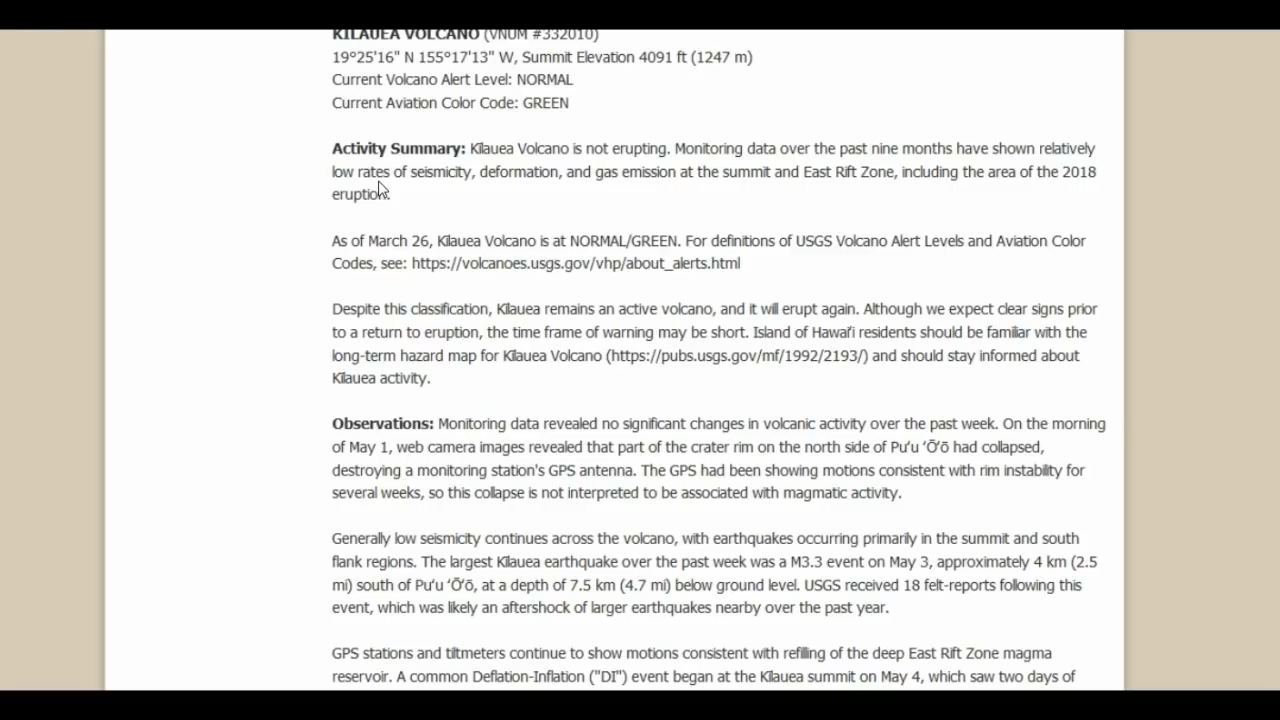 KĪLAUEA VOLCANO (VNUM #332010)
19°25'16" N 155°17'13" W, Summit Elevation 4091 ft (1247 m)
Current Volcano Alert Level: NORMAL
Current Aviation Color Code: GREEN
Activity Summary: Kīlauea Volcano is not erupting. Monitoring data over the past nine months have shown relatively
low rates of seismicity, deformation, and gas emission at the summit and East Rift Zone, including the area of the 2018
eruption.
As of March 26, Kīlauea Volcano is at NORMAL/GREEN. For definitions of USGS Volcano Alert Levels and Aviation Color
Codes, see: https://volcanoes.usgs.gov/vhp/about_alerts.html
Despite this classification, Kīlauea remains an active volcano, and it will erupt again. Although we expect clear signs prior
to a return to eruption, the time frame of warning may be short. Island of Hawaiʻi residents should be familiar with the
long-term hazard map for Kīlauea Volcano (https://pubs.usgs.gov/mf/1992/2193/) and should stay informed about
Kīlauea activity.
Observations: Monitoring data revealed no significant changes in volcanic activity over the past week. On the morning
of May 1, web camera images revealed that part of the crater rim on the north side of Puʻu ʻŌʻō had collapsed,
destroying a monitoring station's GPS antenna. The GPS had been showing motions consistent with rim instability for
several weeks, so this collapse is not interpreted to be associated with magmatic activity.
Generally low seismicity continues across the volcano, with earthquakes occurring primarily in the summit and south
flank regions. The largest Kīlauea earthquake over the past week was a M3.3 event on May 3, approximately 4 km (2.5
mi) south of Puʻu ʻŌʻō, at a depth of 7.5 km (4.7 mi) below ground level. USGS received 18 felt-reports following this
event, which was likely an aftershock of larger earthquakes nearby over the past year.
GPS stations and tiltmeters continue to show motions consistent with refilling of the deep East Rift Zone magma
reservoir. A common Deflation-Inflation ("DI") event began at the Kīlauea summit on May 4, which saw two days of